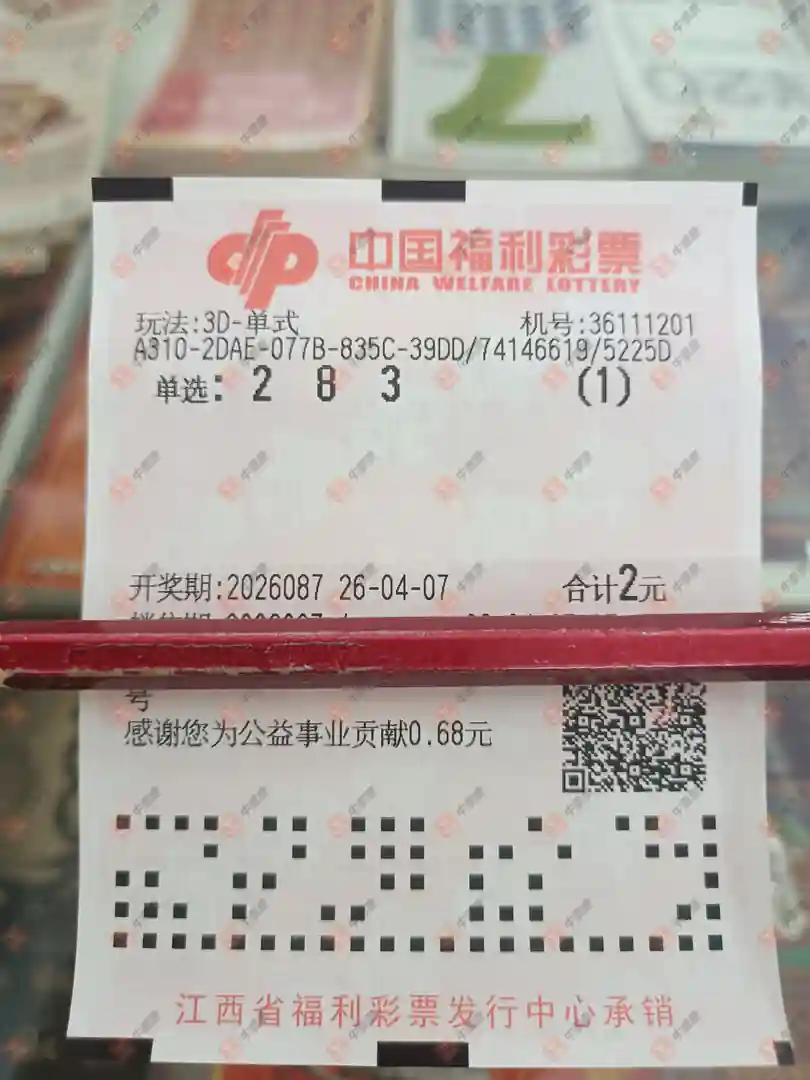 中国福利彩票
CHINA WELFARE LOTTERY
玩法:3D-单式 机号:36111201
A310-2DAE-077B-835C-39DD/74146619/5225D
单选: 2 8 3 (1)
开奖期:2026087 26-04-07 合计2元
号
感谢您为公益事业贡献0.68元
江西省福利彩票发行中心承销